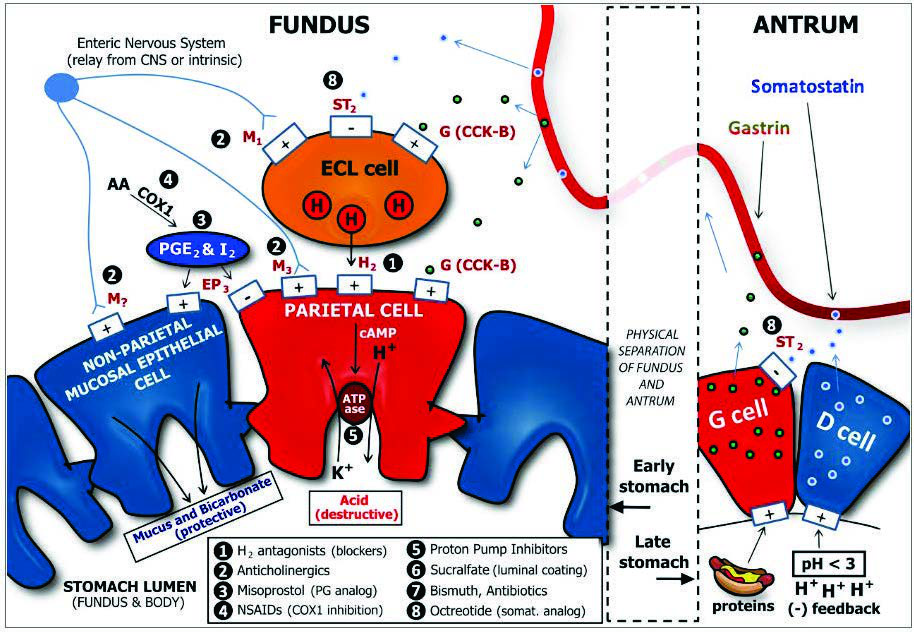 FUNDUS
ANTRUM
Enteric Nervous System
(relay from CNS or intrinsic)
8
ST2
2
M1
+
-
+
G (CCK-B)
ECL cell
H
H
H
Somatostatin
Gastrin
AA
COX1
4
3
PGE2 & I2
2
M?
+
+
EP3
-
2
M3
+
H2
1
+
G (CCK-B)
+
NON-PARIETAL
MUCOSAL EPITHELIAL
CELL
PARIETAL CELL
cAMP
H+
ATP
ase
5
K+
Mucus and Bicarbonate
(protective)
Acid
(destructive)
PHYSICAL
SEPARATION
OF FUNDUS
AND
ANTRUM
Early
stomach
Late
stomach
8
ST2
-
G cell
D cell
+
+
proteins
pH < 3
H+ H+ H+
(-) feedback
STOMACH LUMEN
(FUNDUS & BODY)
1 H2 antagonists (blockers)
2 Anticholinergics
3 Misoprostol (PG analog)
4 NSAIDs (COX1 inhibition)
5 Proton Pump Inhibitors
6 Sucralfate (luminal coating)
7 Bismuth, Antibiotics
8 Octreotide (somat. analog)